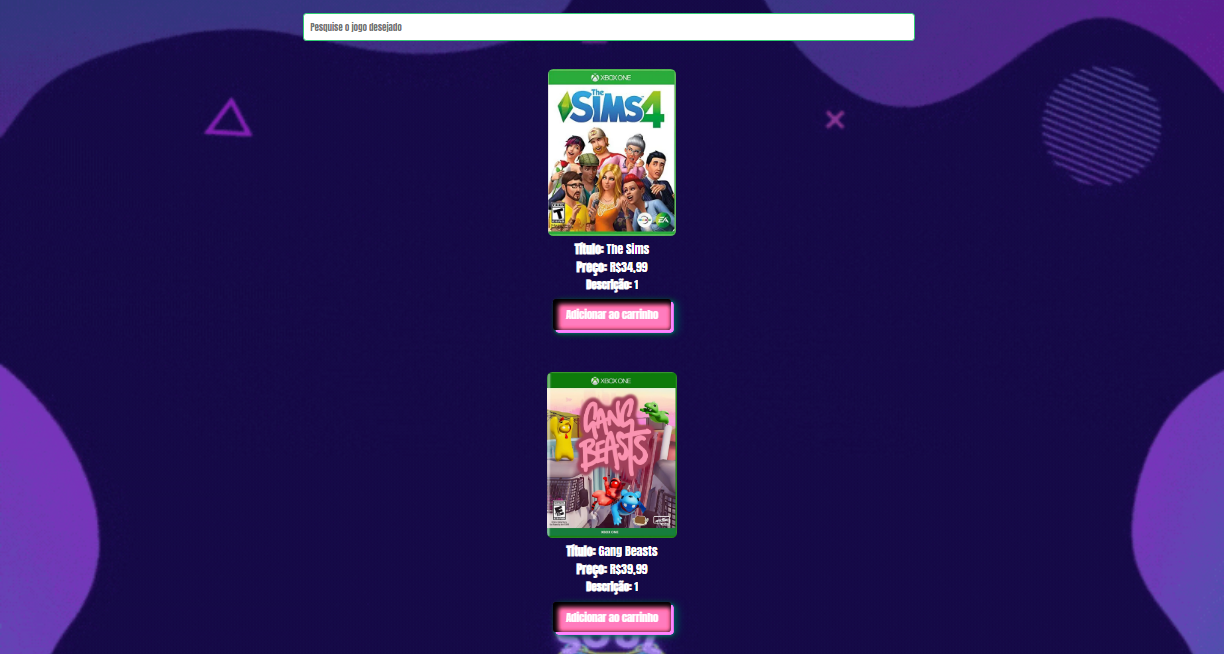 Pesquise o jogo desejado
XBOX ONE
The
SIMS 4
T
EA
Título: The Sims
Preço: R$34,99
Descrição: 1
Adicionar ao carrinho
XBOX ONE
GANG
BEASTS
E
Título: Gang Beasts
Preço: R$39,99
Descrição: 1
Adicionar ao carrinho